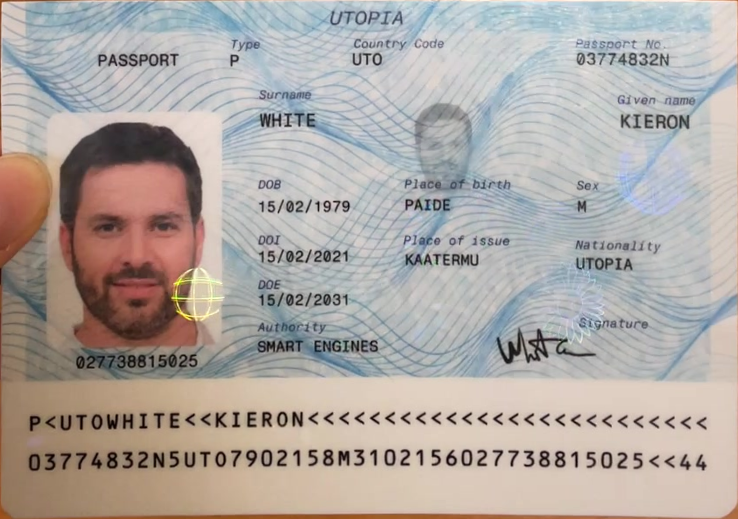 UTOPIA
PASSPORT
Type
P
Country Code
UTO
Passport No.
03774832N
Surname
WHITE
Given name
KIERON
DOB
15/02/1979
Place of birth
PAIDE
Sex
M
DOI
15/02/2021
Place of issue
KAATERMU
Nationality
UTOPIA
DOE
15/02/2031
Authority
SMART ENGINES
Signature
027738815025
P<UTOWHITE<<KIERON<<<<<<<<<<<<<<<<<<<<<<<<<<
03774832N5UTO7902158M3102156027738815025<<44